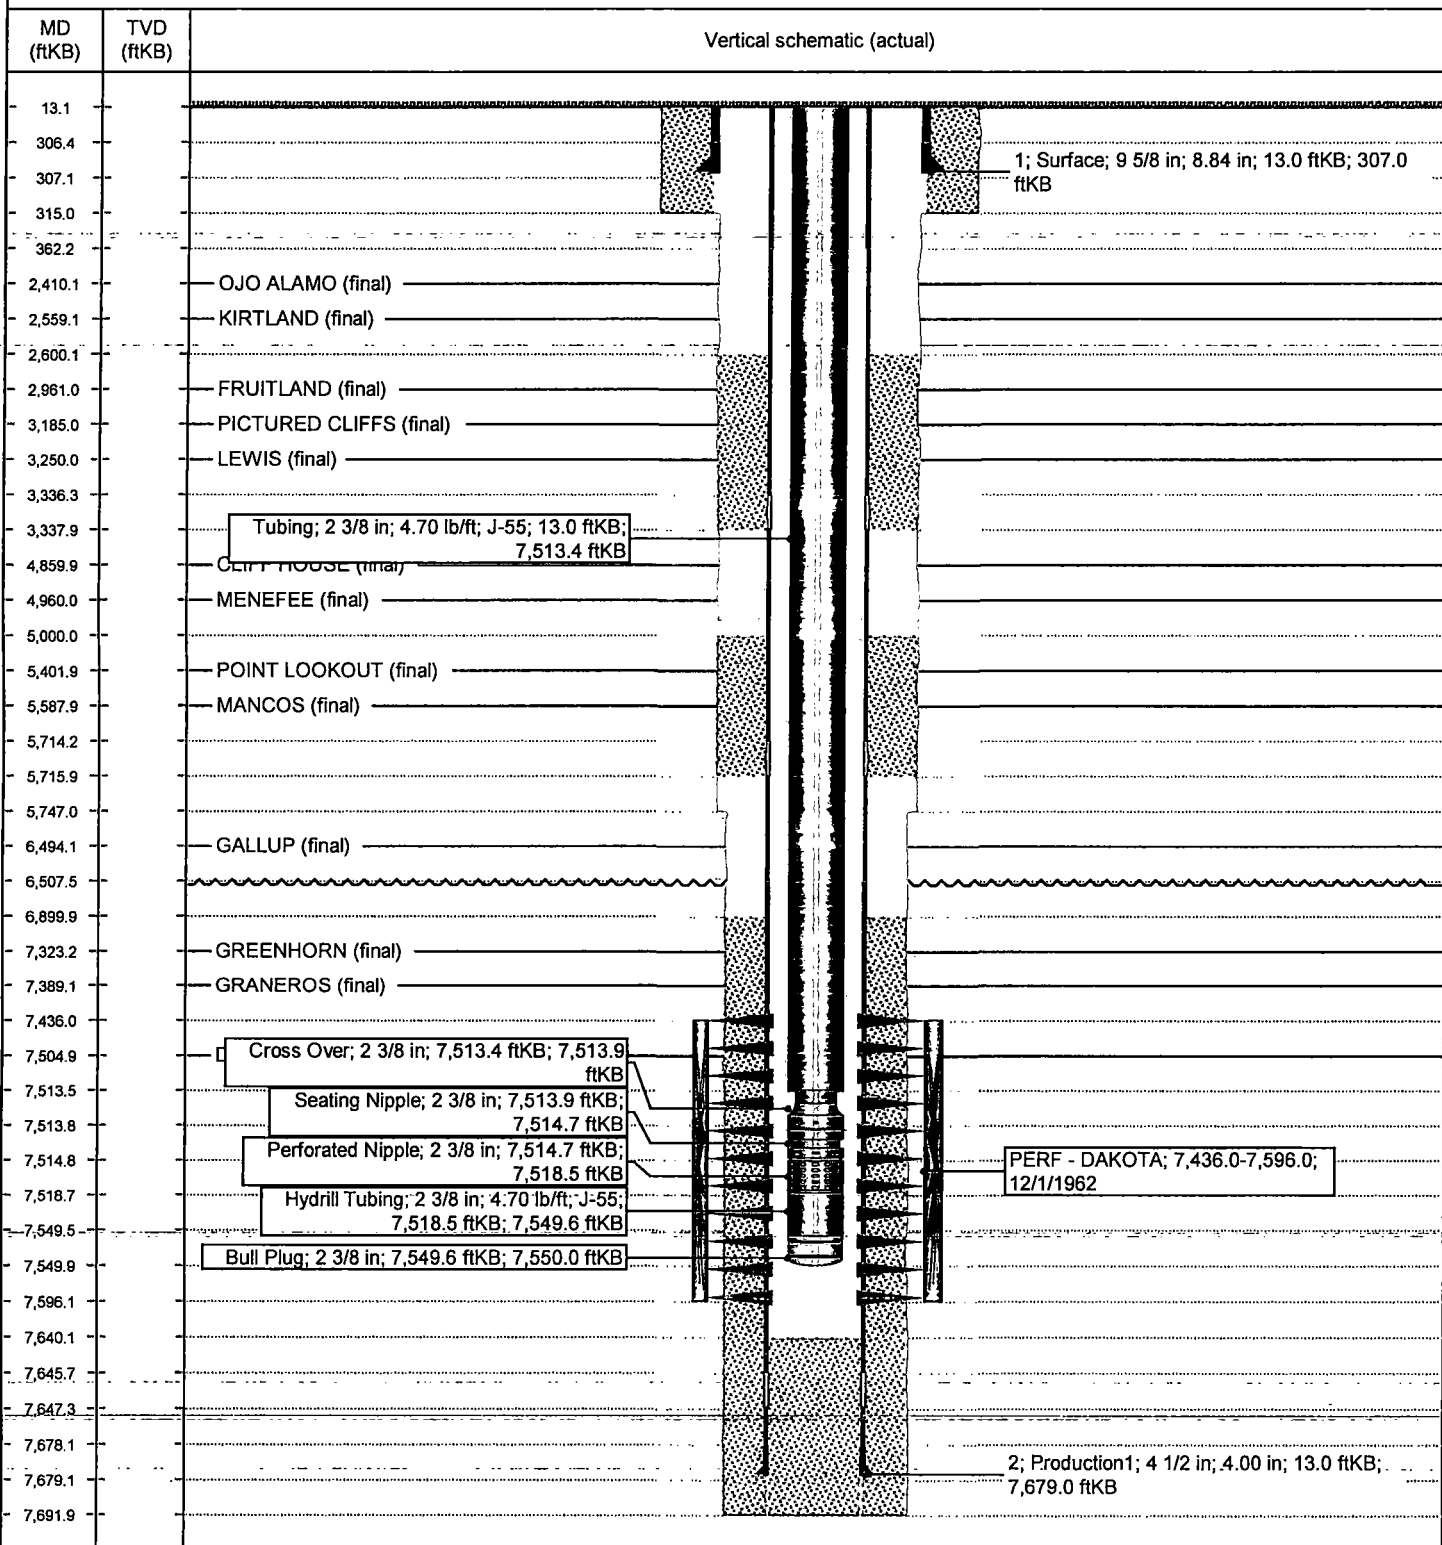 MD (ftKB)
TVD (ftKB)
Vertical schematic (actual)
13.1
306.4
1; Surface; 9 5/8 in; 8.84 in; 13.0 ftKB; 307.0
ftKB
307.1
315.0
362.2
2,410.1
OJO ALAMO (final)
2,559.1
KIRTLAND (final)
2,600.1
2,961.0
FRUITLAND (final)
3,185.0
PICTURED CLIFFS (final)
3,250.0
LEWIS (final)
3,336.3
3,337.9
Tubing; 2 3/8 in; 4.70 lb/ft; J-55; 13.0 ftKB;
7,513.4 ftKB
4,859.9
CLIFF HOUSE (final)
4,960.0
MENEFEE (final)
5,000.0
5,401.9
POINT LOOKOUT (final)
5,587.9
MANCOS (final)
5,714.2
5,715.9
5,747.0
6,494.1
GALLUP (final)
6,507.5
6,899.9
7,323.2
GREENHORN (final)
7,389.1
GRANEROS (final)
7,436.0
7,504.9
Cross Over; 2 3/8 in; 7,513.4 ftKB; 7,513.9
ftKB
7,513.5
Seating Nipple; 2 3/8 in; 7,513.9 ftKB;
7,514.7 ftKB
7,513.8
Perforated Nipple; 2 3/8 in; 7,514.7 ftKB;
7,518.5 ftKB
7,514.8
PERF - DAKOTA; 7,436.0-7,596.0;
12/1/1962
7,518.7
Hydrill Tubing; 2 3/8 in; 4.70 lb/ft; J-55;
7,518.5 ftKB; 7,549.6 ftKB
7,549.5
Bull Plug; 2 3/8 in; 7,549.6 ftKB; 7,550.0 ftKB
7,549.9
7,596.1
7,640.1
7,645.7
7,647.3
7,678.1
2; Production1; 4 1/2 in; 4.00 in; 13.0 ftKB;
7,679.0 ftKB
7,679.1
7,691.9